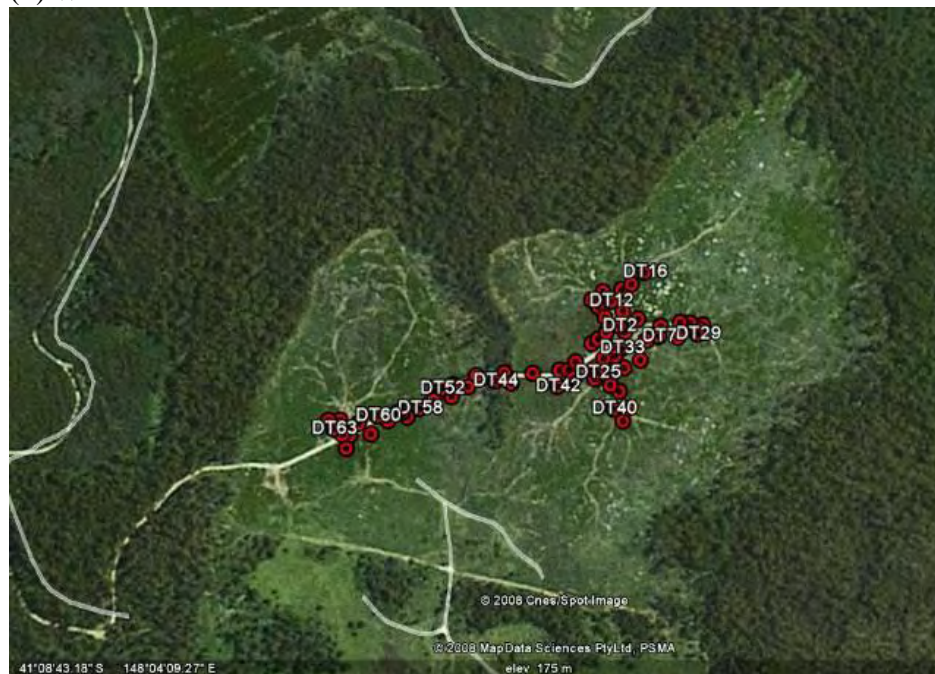 DT16
DT12
DT2
DT7 DT29
DT33
DT25
DT52 DT44 DT42
DT60 DT58 DT40
DT63
© 2008 Cnes/Spot Image
© 2008 MapData Sciences PtyLtd, PSMA
41°08'43.18" S 148°04'09.27" E elev 175 m